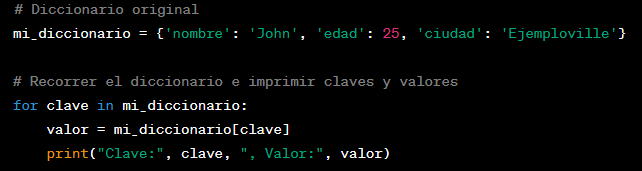 # Diccionario original
mi_diccionario = {'nombre': 'John', 'edad': 25, 'ciudad': 'Ejemploville'}
# Recorrer el diccionario e imprimir claves y valores
for clave in mi_diccionario:
    valor = mi_diccionario[clave]
    print("Clave:", clave, ", Valor:", valor)